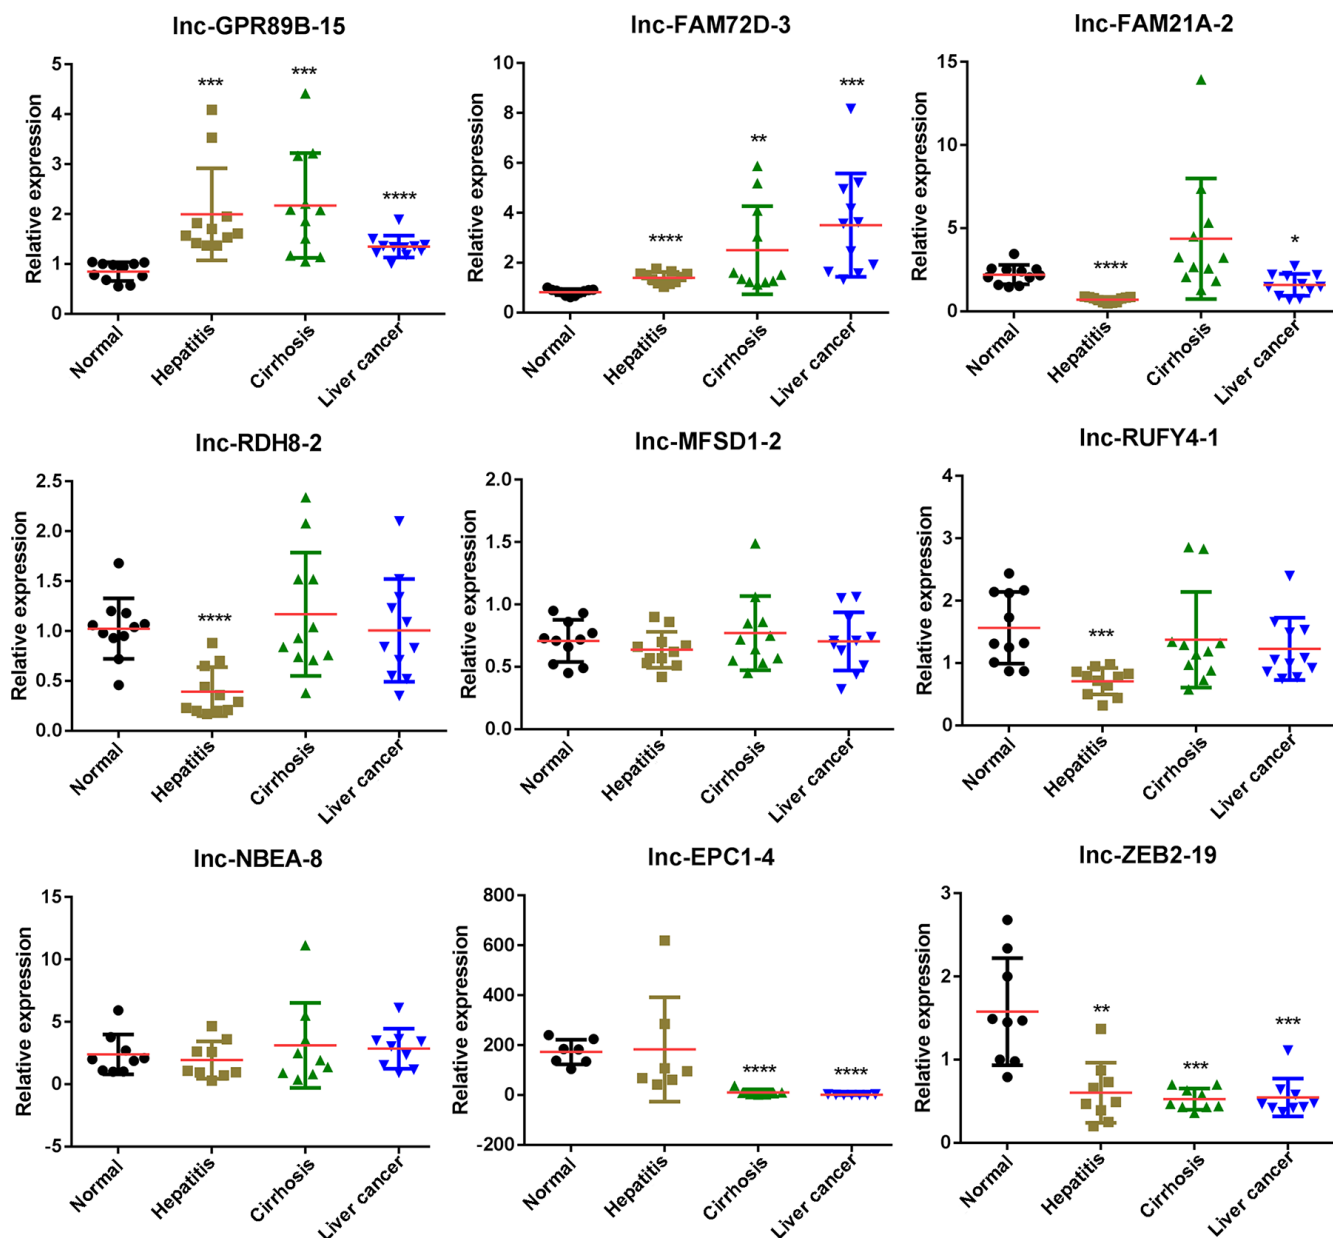 lnc-GPR89B-15
Relative expression
5
4
3
2
1
0
***
***
****
Normal
Hepatitis
Cirrhosis
Liver cancer
lnc-FAM72D-3
Relative expression
10
8
6
4
2
0
****
**
***
Normal
Hepatitis
Cirrhosis
Liver cancer
lnc-FAM21A-2
Relative expression
15
10
5
0
****
*
Normal
Hepatitis
Cirrhosis
Liver cancer
lnc-RDH8-2
Relative expression
2.5
2.0
1.5
1.0
0.5
0.0
****
Normal
Hepatitis
Cirrhosis
Liver cancer
lnc-MFSD1-2
Relative expression
2.0
1.5
1.0
0.5
0.0
Normal
Hepatitis
Cirrhosis
Liver cancer
lnc-RUFY4-1
Relative expression
4
3
2
1
0
***
Normal
Hepatitis
Cirrhosis
Liver cancer
lnc-NBEA-8
Relative expression
15
10
5
0
-5
Normal
Hepatitis
Cirrhosis
Liver cancer
lnc-EPC1-4
Relative expression
800
600
400
200
0
-200
****
****
Normal
Hepatitis
Cirrhosis
Liver cancer
lnc-ZEB2-19
Relative expression
3
2
1
0
**
***
***
Normal
Hepatitis
Cirrhosis
Liver cancer